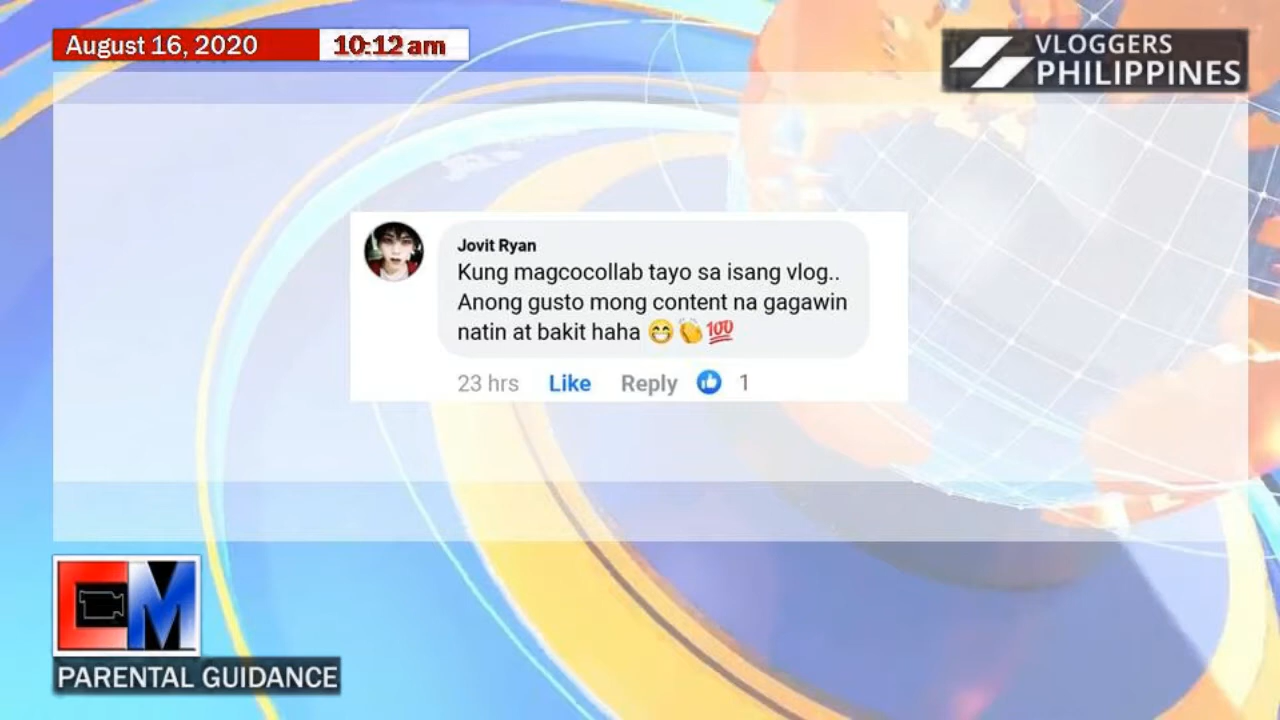 August 16, 2020 10:12 am
VLOGGERS
PHILIPPINES
Jovit Ryan
Kung magcocollab tayo sa isang vlog..
Anong gusto mong content na gagawin
natin at bakit haha 😁👏💯
23 hrs Like Reply 1
CM
PARENTAL GUIDANCE